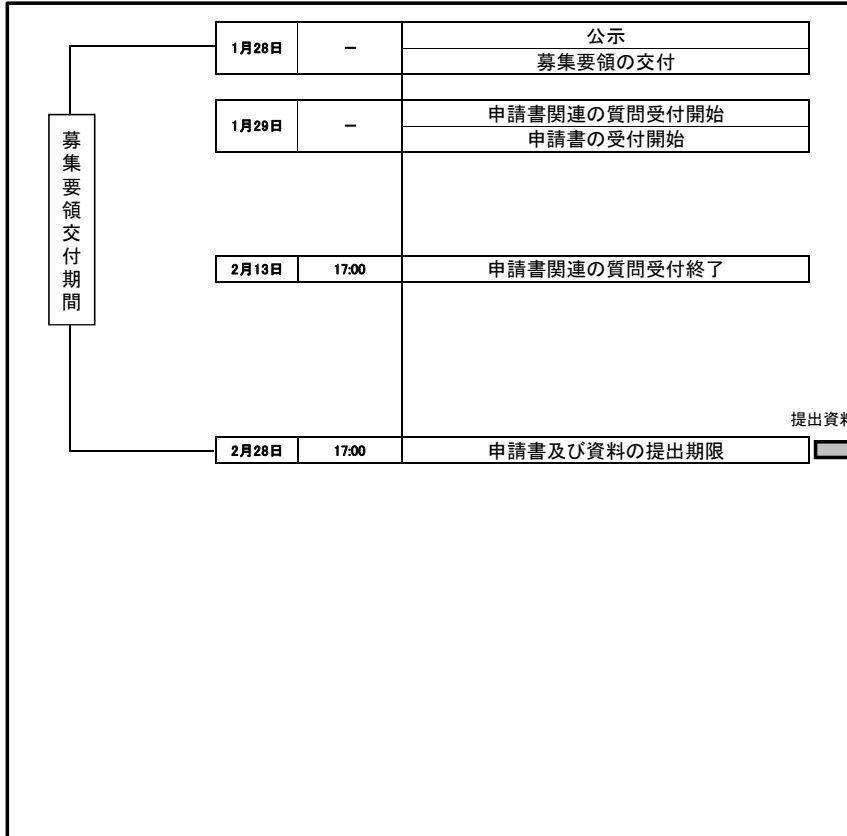 1月28日 － 公示
募集要領の交付
1月29日 － 申請書関連の質問受付開始
申請書の受付開始
募集要領交付期間
2月13日 17:00 申請書関連の質問受付終了
提出資料
2月28日 17:00 申請書及び資料の提出期限